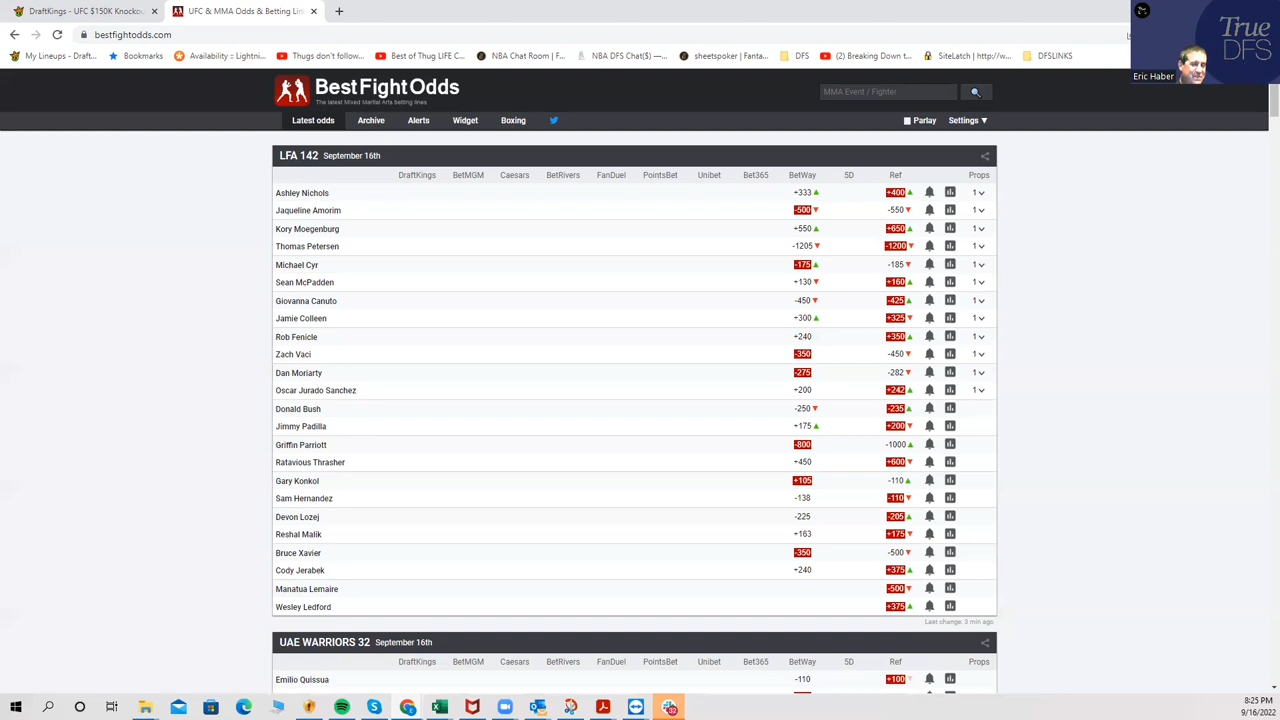 DraftKings - UFC $150K Knockou
UFC & MMA Odds & Betting Lin
bestfightodds.com
My Lineups - Draft...
Bookmarks
Availability :: Lightni...
Thugs don't follow...
Best of Thug LIFE C...
NBA Chat Room | F...
NBA DFS Chat($)—...
sheetspoker | Fanta...
DFS
(2) Breaking Down t...
SiteLatch | http://w...
DFSLINKS
True
DFS
Eric Haber
BestFightOdds
The latest Mixed Martial Arts betting lines
MMA Event / Fighter
Latest odds Archive Alerts Widget Boxing Parlay Settings ▼
LFA 142 September 16th
DraftKings BetMGM Caesars BetRivers FanDuel PointsBet Unibet Bet365 BetWay 5D Ref Props
Ashley Nichols +333▲ +400▲ 1
Jaqueline Amorim -500▼ -550▼ 1
Kory Moegenburg +550▲ +650▲ 1
Thomas Petersen -1205▼ -1200▼ 1
Michael Cyr -175▲ -185▼ 1
Sean McPadden +130▼ +160▲ 1
Giovanna Canuto -450▼ -425▲ 1
Jamie Colleen +300▲ +325▼ 1
Rob Fenicle +240 +350▲ 1
Zach Vaci -350 -450▼ 1
Dan Moriarty -275 -282▼ 1
Oscar Jurado Sanchez +200 +242▲ 1
Donald Bush -250▼ -235▲
Jimmy Padilla +175▲ +200▼
Griffin Parriott -800 -1000▲
Ratavious Thrasher +450 +600▼
Gary Konkol +105 -110▲
Sam Hernandez -138 -110▼
Devon Lozej -225 -205▲
Reshal Malik +163 +175▼
Bruce Xavier -350 -500▼
Cody Jerabek +240 +375▲
Manatua Lemaire -500▼
Wesley Ledford +375▲
Last change: 3 min ago
UAE WARRIORS 32 September 16th
DraftKings BetMGM Caesars BetRivers FanDuel PointsBet Unibet Bet365 BetWay 5D Ref Props
Emilio Quissua -110 +100▼
8:25 PM
9/16/2022